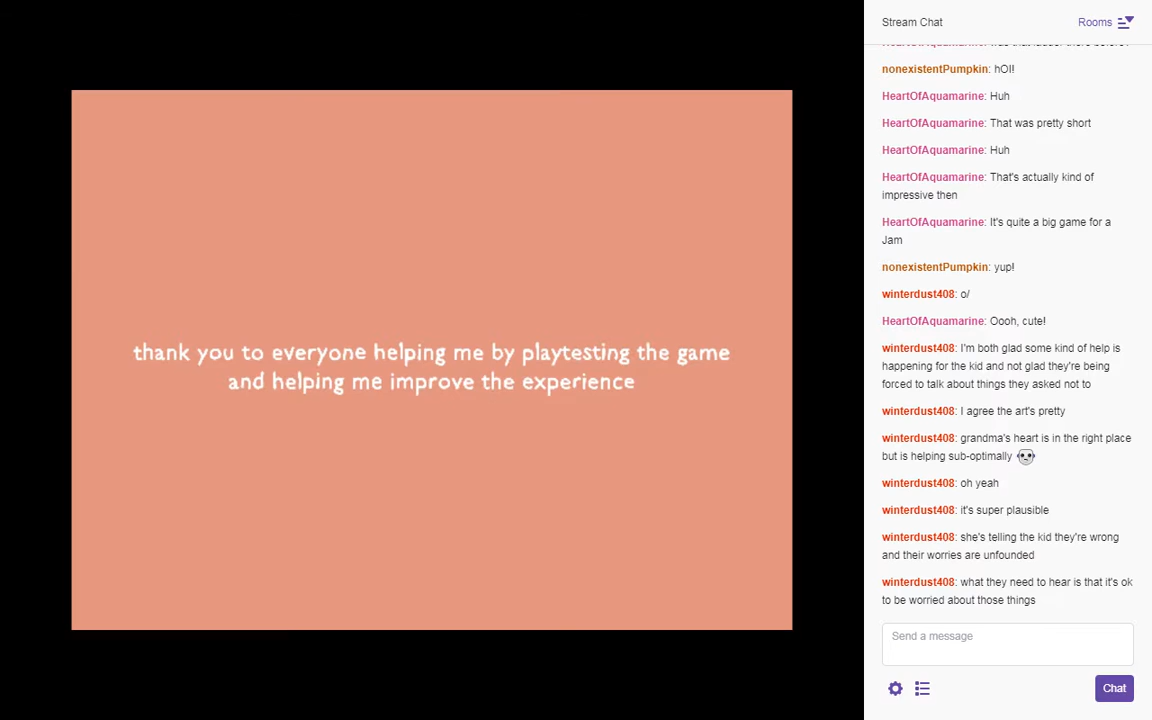 thank you to everyone helping me by playtesting the game
and helping me improve the experience
Stream Chat
Rooms
nonexistentPumpkin: hOI!
HeartOfAquamarine: Huh
HeartOfAquamarine: That was pretty short
HeartOfAquamarine: Huh
HeartOfAquamarine: That's actually kind of
impressive then
HeartOfAquamarine: It's quite a big game for a
Jam
nonexistentPumpkin: yup!
winterdust408: o/
HeartOfAquamarine: Oooh, cute!
winterdust408: I'm both glad some kind of help is
happening for the kid and not glad they're being
forced to talk about things they asked not to
winterdust408: I agree the art's pretty
winterdust408: grandma's heart is in the right place
but is helping sub-optimally
winterdust408: oh yeah
winterdust408: it's super plausible
winterdust408: she's telling the kid they're wrong
and their worries are unfounded
winterdust408: what they need to hear is that it's ok
to be worried about those things
Send a message
Chat